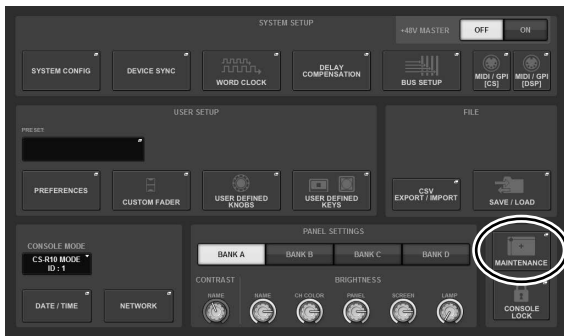 SYSTEM SETUP
+48V MASTER OFF ON
SYSTEM CONFIG
DEVICE SYNC
WORD CLOCK
DELAY
COMPENSATION
BUS SETUP
MIDI / GPI
[CS]
MIDI / GPI
[DSP]
USER SETUP
PRESET
PREFERENCES
CUSTOM FADER
USER DEFINED
KNOBS
USER DEFINED
KEYS
FILE
CSV
EXPORT / IMPORT
SAVE / LOAD
CONSOLE MODE
CS-R10 MODE
ID : 1
DATE / TIME
NETWORK
PANEL SETTINGS
BANK A BANK B BANK C BANK D
CONTRAST BRIGHTNESS
NAME NAME CH COLOR PANEL SCREEN LAMP
MAINTENANCE
CONSOLE
LOCK